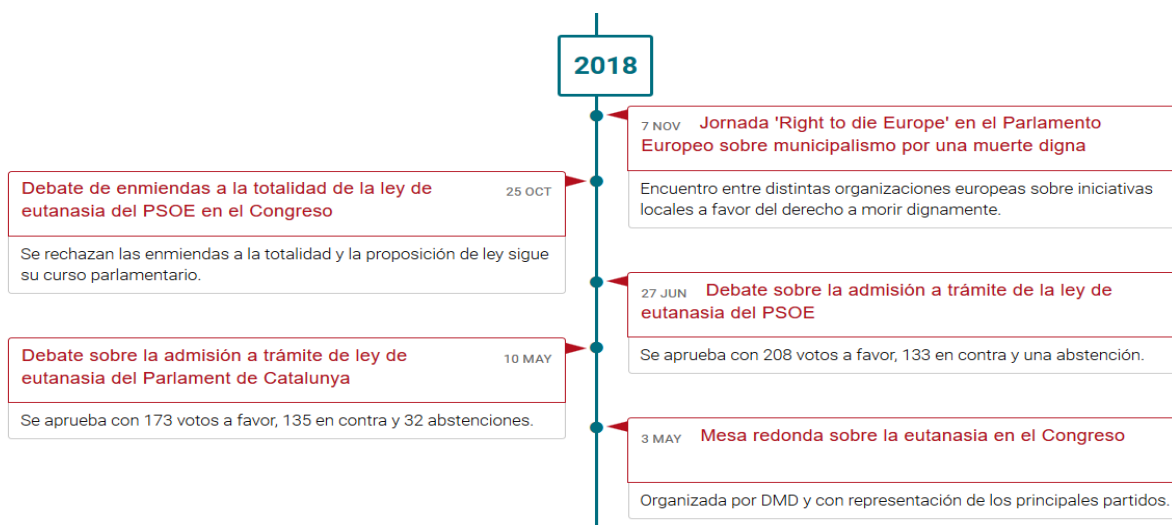 2018
7 NOV Jornada 'Right to die Europe' en el Parlamento
Europeo sobre municipalismo por una muerte digna
Encuentro entre distintas organizaciones europeas sobre iniciativas
locales a favor del derecho a morir dignamente.
Debate de enmiendas a la totalidad de la ley de
eutanasia del PSOE en el Congreso
25 OCT
Se rechazan las enmiendas a la totalidad y la proposición de ley sigue
su curso parlamentario.
27 JUN Debate sobre la admisión a trámite de la ley de
eutanasia del PSOE
Se aprueba con 208 votos a favor, 133 en contra y una abstención.
Debate sobre la admisión a trámite de ley de
eutanasia del Parlament de Catalunya
10 MAY
Se aprueba con 173 votos a favor, 135 en contra y 32 abstenciones.
3 MAY Mesa redonda sobre la eutanasia en el Congreso
Organizada por DMD y con representación de los principales partidos.